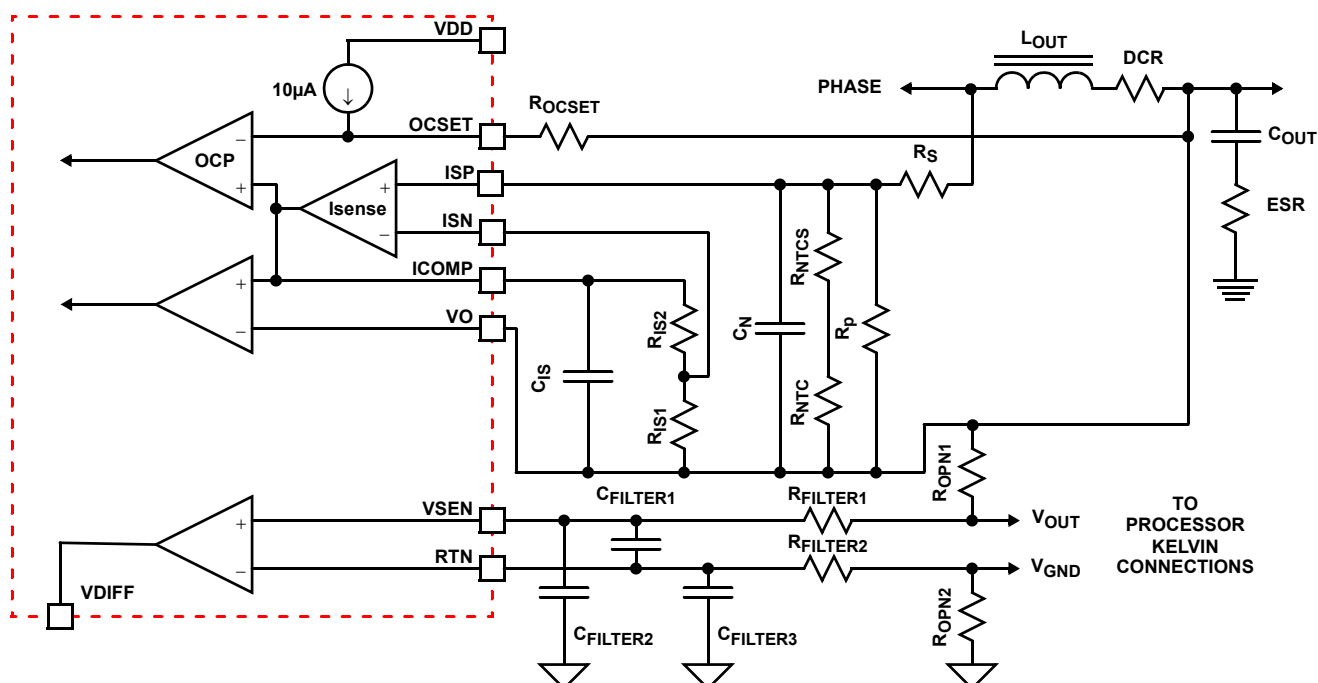 VDD
10µA
OCSET
ROCSET
OCP
ISP
Isense
ISN
ICOMP
VO
LOUT
DCR
PHASE
COUT
RS
ESR
RNTCS
CN
Rp
RIS2
CIS
RNTC
RIS1
ROPN1
CFILTER1
RFILTER1
VSEN
VOUT
RFILTER2
RTN
VGND
TO
PROCESSOR
KELVIN
CONNECTIONS
VDIFF
CFILTER2
CFILTER3
ROPN2
+
−
+
−
+
−
+
−